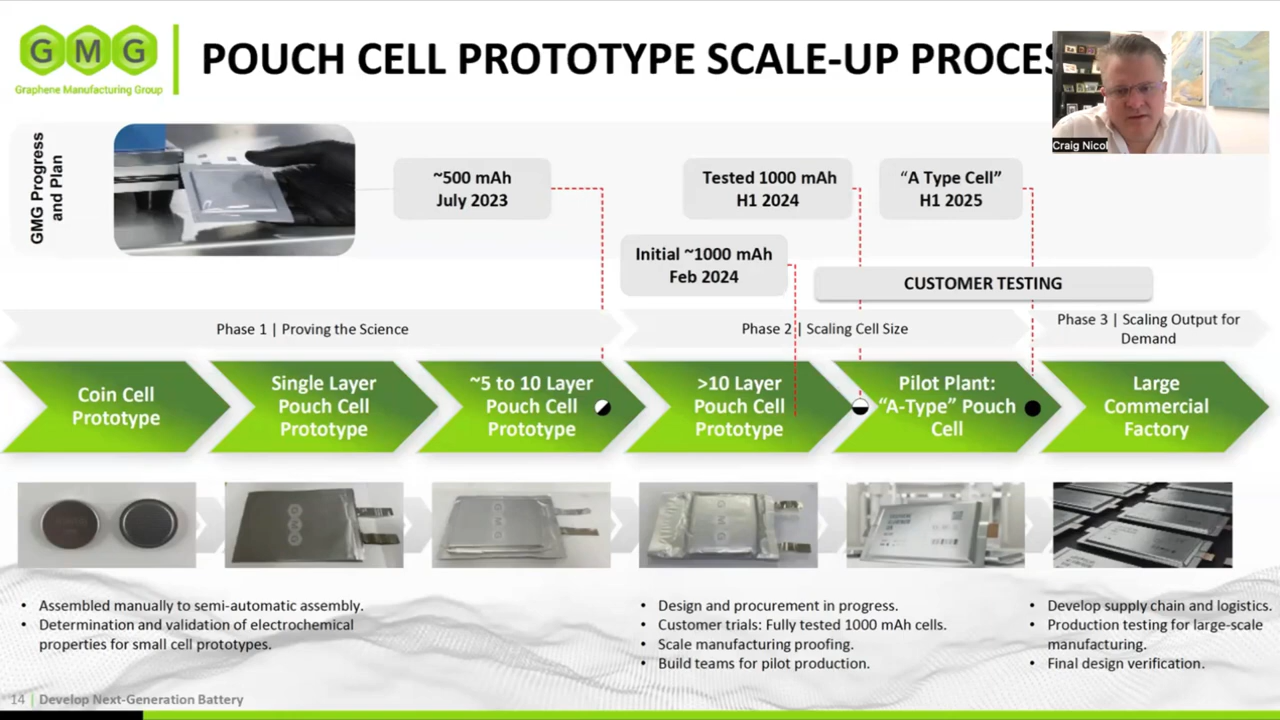 GMG
Graphene Manufacturing Group
POUCH CELL PROTOTYPE SCALE-UP PROCES
Craig Nicol
GMG Progress
and Plan
~500 mAh
July 2023
Tested 1000 mAh
H1 2024
“A Type Cell”
H1 2025
Initial ~1000 mAh
Feb 2024
CUSTOMER TESTING
Phase 1 | Proving the Science
Phase 2 | Scaling Cell Size
Phase 3 | Scaling Output for
Demand
Coin Cell
Prototype
Single Layer
Pouch Cell
Prototype
~5 to 10 Layer
Pouch Cell
Prototype
>10 Layer
Pouch Cell
Prototype
Pilot Plant:
“A-Type” Pouch
Cell
Large
Commercial
Factory
GMG
GMG
GMG
• Assembled manually to semi-automatic assembly.
• Determination and validation of electrochemical
properties for small cell prototypes.
• Design and procurement in progress.
• Customer trials: Fully tested 1000 mAh cells.
• Scale manufacturing proofing.
• Build teams for pilot production.
• Develop supply chain and logistics.
• Production testing for large-scale
manufacturing.
• Final design verification.
14 | Develop Next-Generation Battery